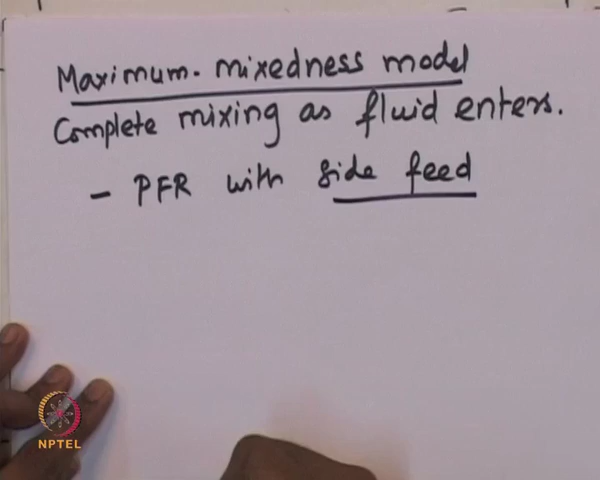 Maximum. mixedness model
Complete mixing as fluid enters.
- PFR with side feed
NPTEL